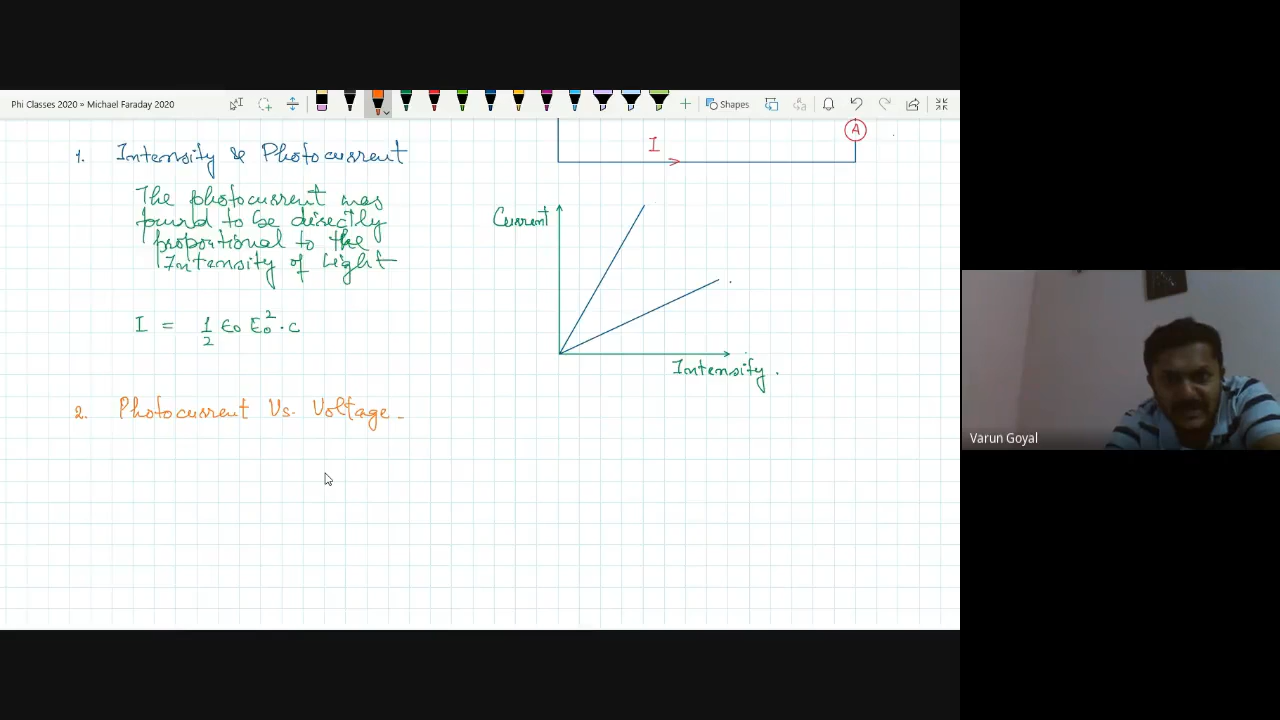 Phi Classes 2020 » Michael Faraday 2020
Shapes
A
I
1. Intensity & Photocurrent
The photocurrent was
found to be directly
proportional to the
Intensity of Light
Current
Intensity.
I = 1/2 ε₀ E₀² · c
2. Photocurrent Vs. Voltage -
Varun Goyal